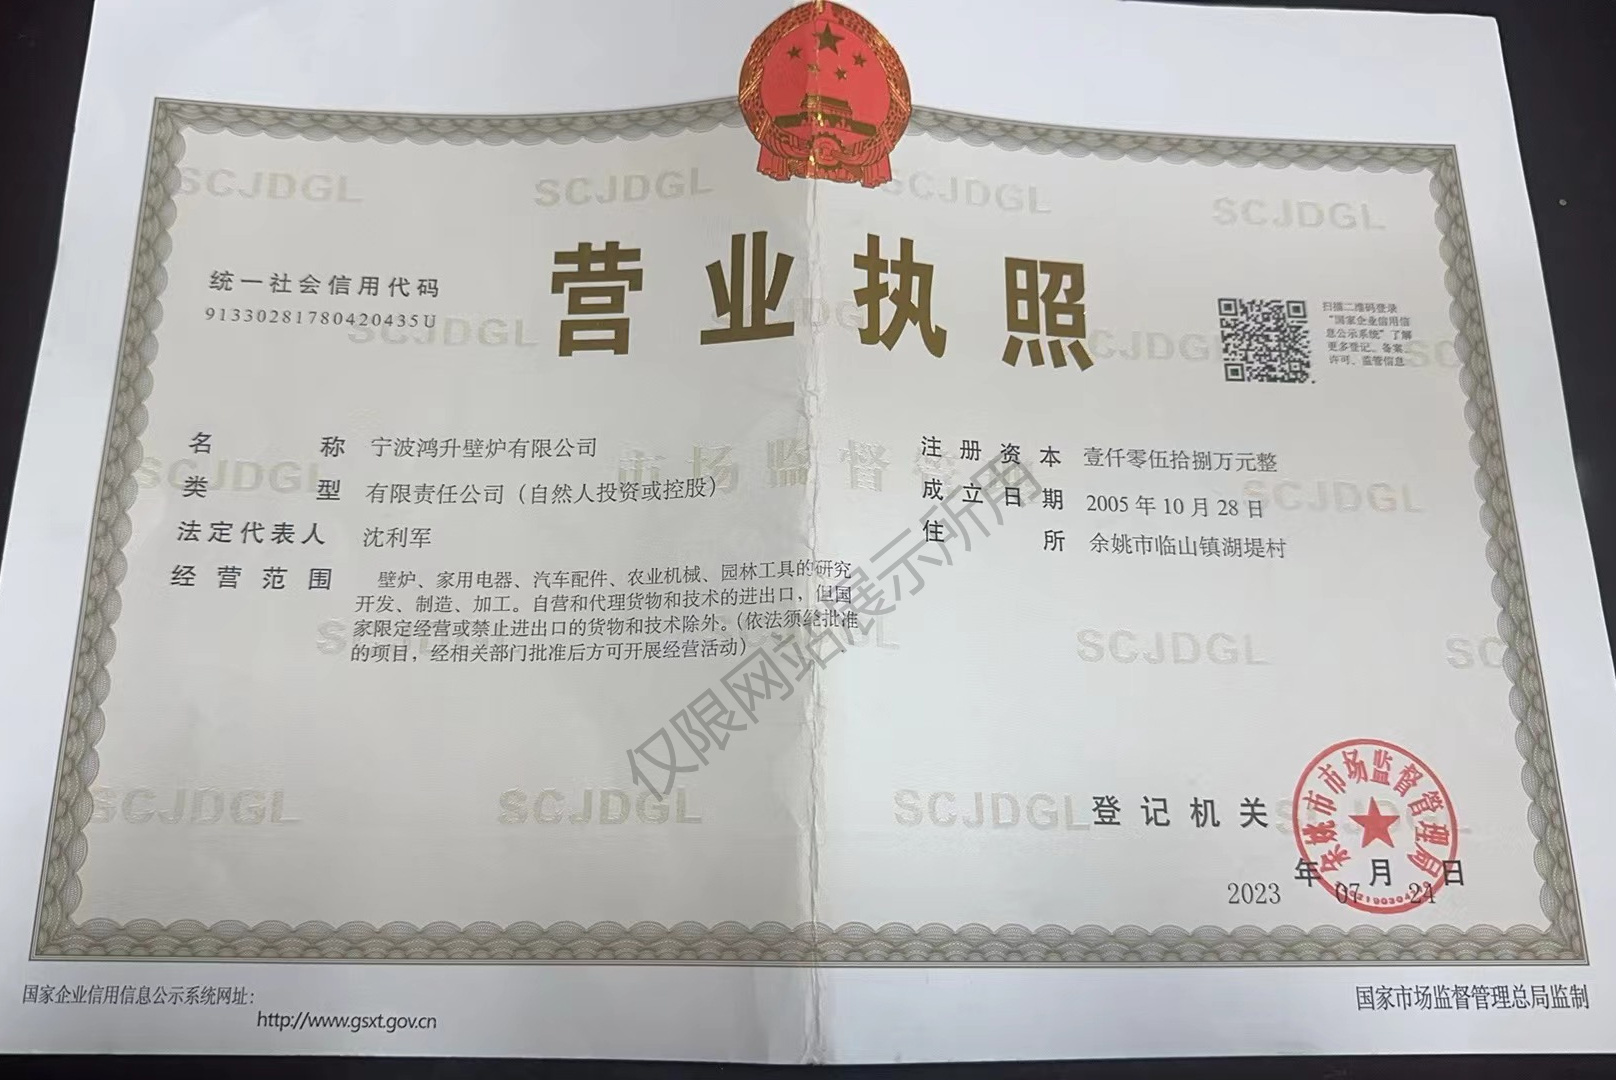 营业执照
统一社会信用代码
91330281780420435U
扫描二维码登录
“国家企业信用信
息公示系统”了解
更多登记、备案、
许可、监管信息。
名称 宁波鸿升壁炉有限公司
类型 有限责任公司（自然人投资或控股）
法定代表人 沈利军
经营范围 壁炉、家用电器、汽车配件、农业机械、园林工具的研究
开发、制造、加工。自营和代理货物和技术的进出口，但国
家限定经营或禁止进出口的货物和技术除外。（依法须经批准
的项目，经相关部门批准后方可开展经营活动）
注册资本 壹仟零伍拾捌万元整
成立日期 2005 年 10 月 28 日
住所 余姚市临山镇湖堤村
仅限网站展示所用
登记机关
余姚市市场监督管理局
2023 年 07 月 24 日
国家企业信用信息公示系统网址：
http://www.gsxt.gov.cn
国家市场监督管理总局监制
SCJDGL
SCJDGL
SCJDGL
SCJDGL
SCJDGL
SCJDGL
SCJDGL
SCJDGL
SCJDGL
SCJDGL
SCJDGL
市场监督管